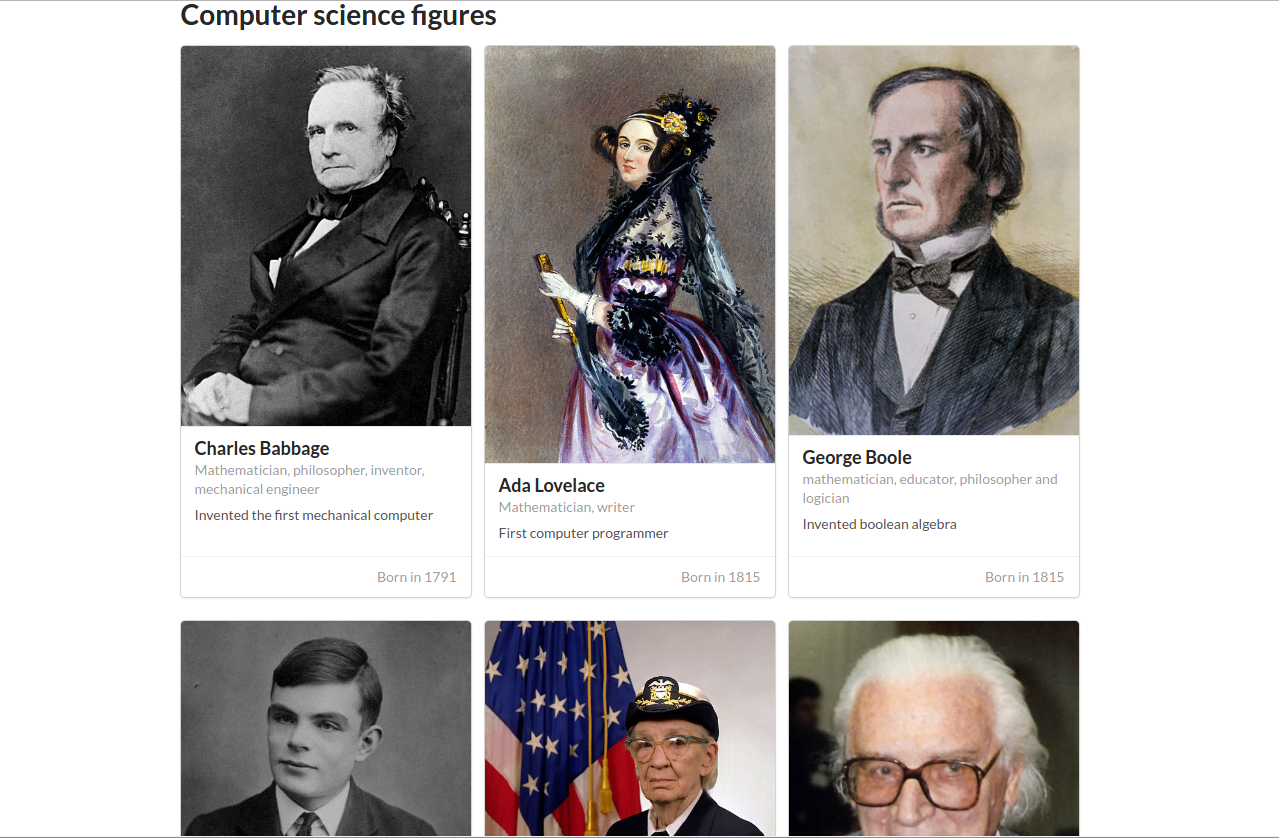 Computer science figures
Charles Babbage
Mathematician, philosopher, inventor,
mechanical engineer
Invented the first mechanical computer
Born in 1791
Ada Lovelace
Mathematician, writer
First computer programmer
Born in 1815
George Boole
mathematician, educator, philosopher and
logician
Invented boolean algebra
Born in 1815